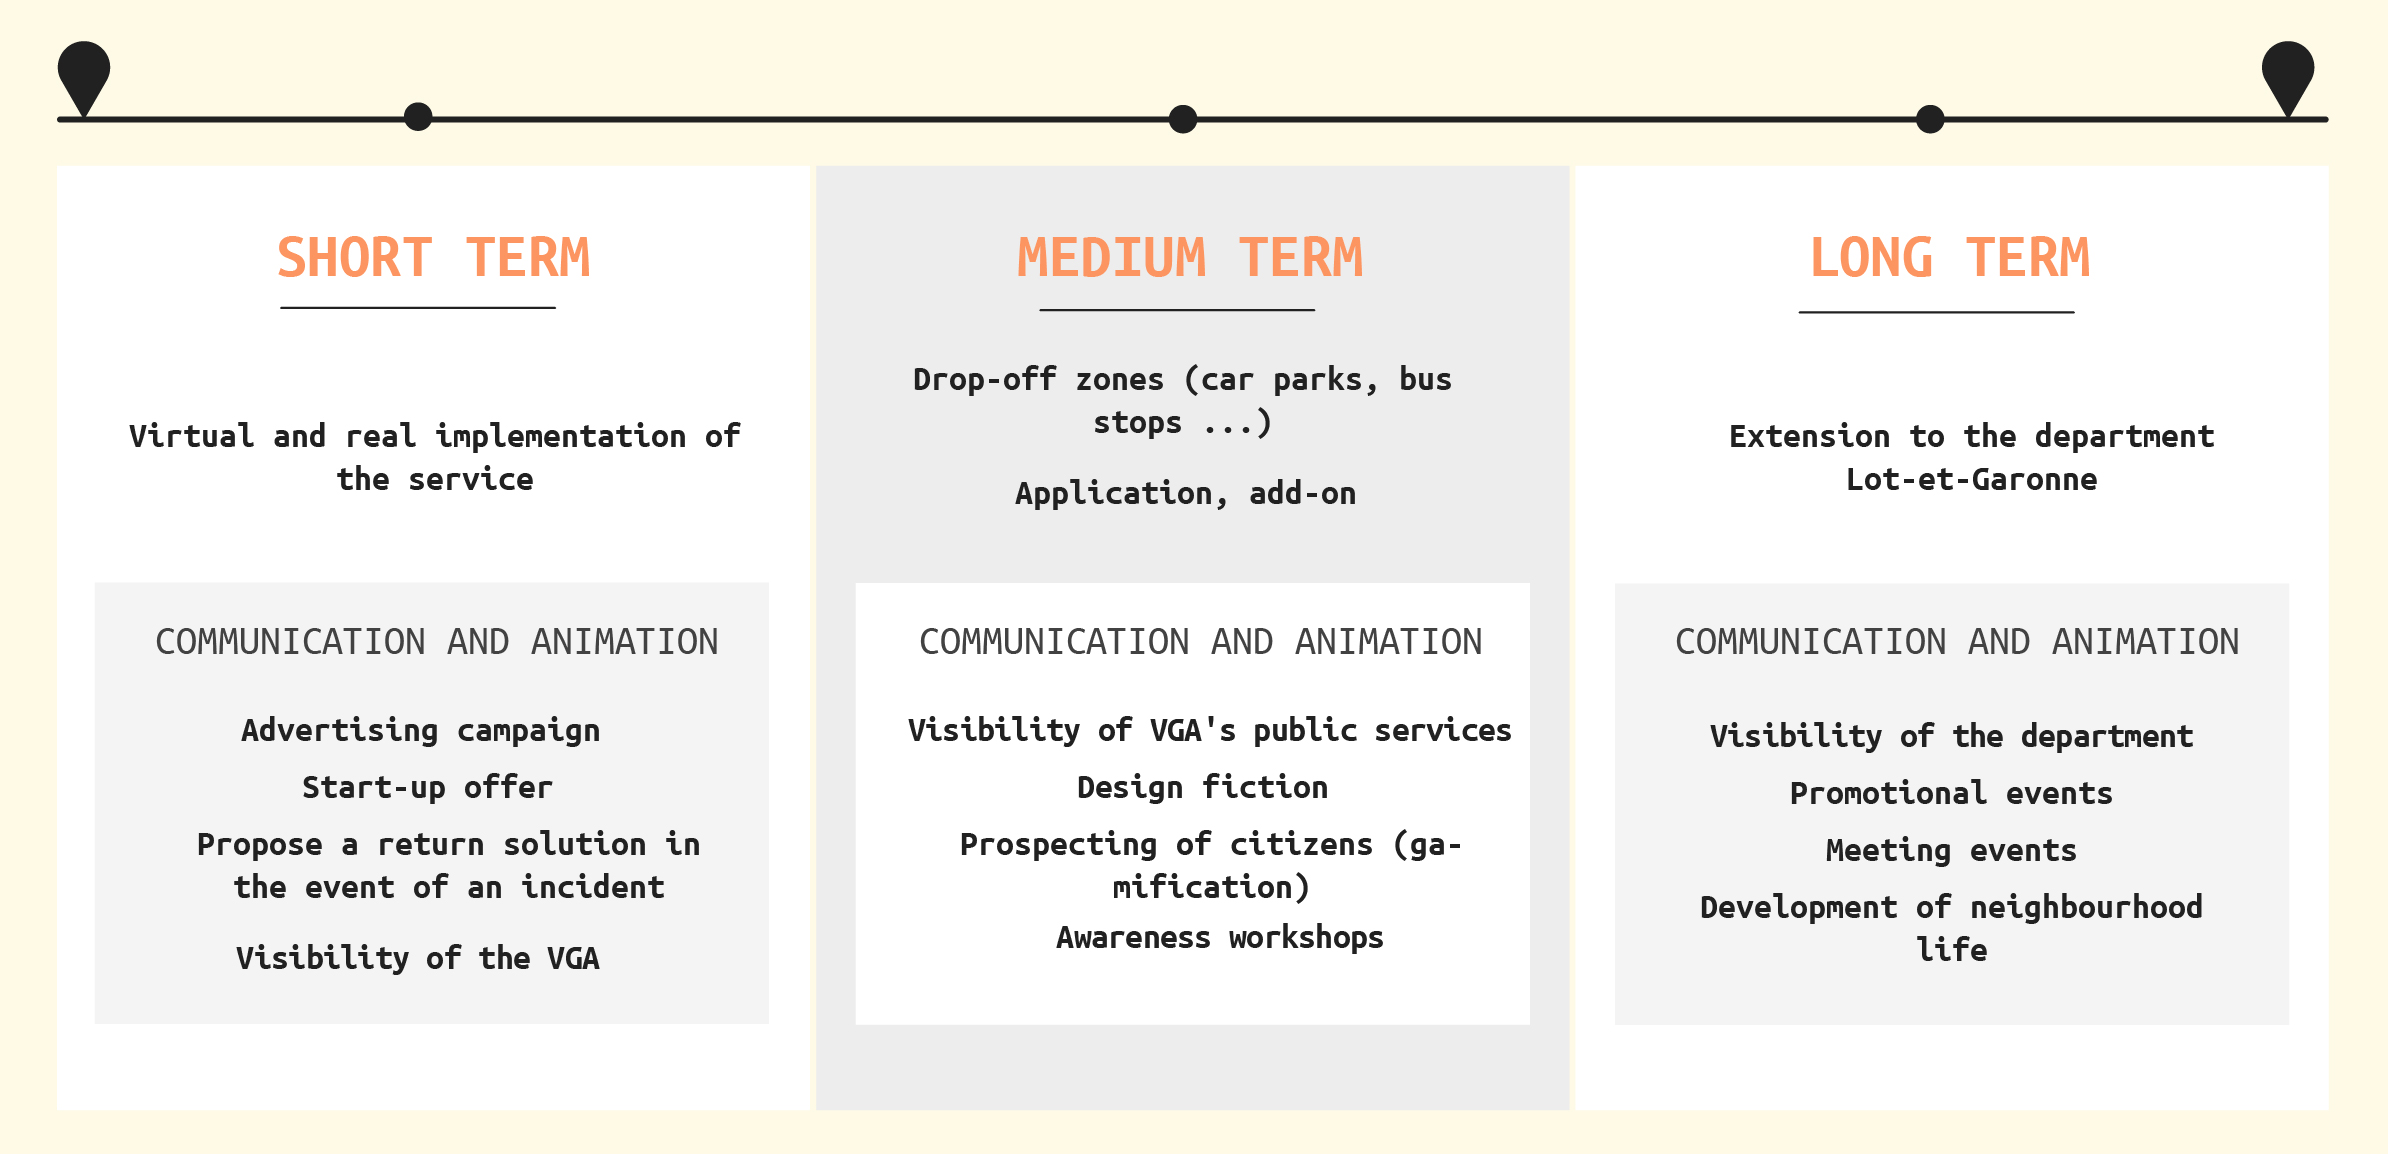 SHORT TERM
Virtual and real implementation of
the service
COMMUNICATION AND ANIMATION
Advertising campaign
Start-up offer
Propose a return solution in
the event of an incident
Visibility of the VGA
MEDIUM TERM
Drop-off zones (car parks, bus
stops ...)
Application, add-on
COMMUNICATION AND ANIMATION
Visibility of VGA's public services
Design fiction
Prospecting of citizens (ga-
mification)
Awareness workshops
LONG TERM
Extension to the department
Lot-et-Garonne
COMMUNICATION AND ANIMATION
Visibility of the department
Promotional events
Meeting events
Development of neighbourhood
life